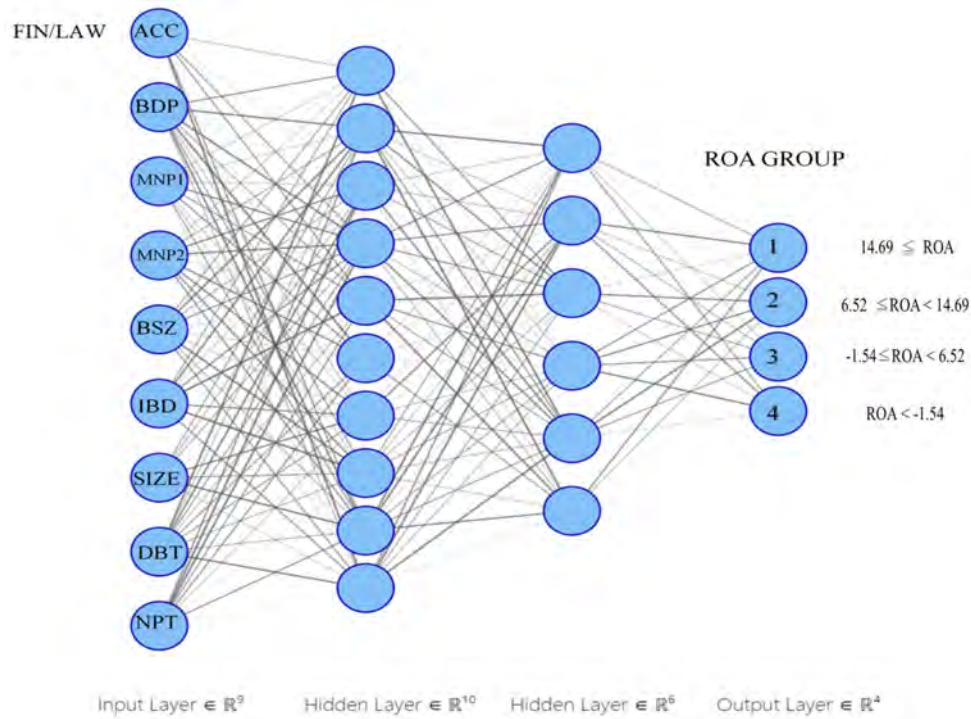 FIN/LAW
ACC
BDP
MNP1
MNP2
BSZ
IBD
SIZE
DBT
NPT
ROA GROUP
1 14.69 ≦ ROA
2 6.52 ≦ROA < 14.69
3 -1.54≦ROA < 6.52
4 ROA < -1.54
Input Layer ∈ ℝ⁹ Hidden Layer ∈ ℝ¹⁰ Hidden Layer ∈ ℝ⁶ Output Layer ∈ ℝ⁴